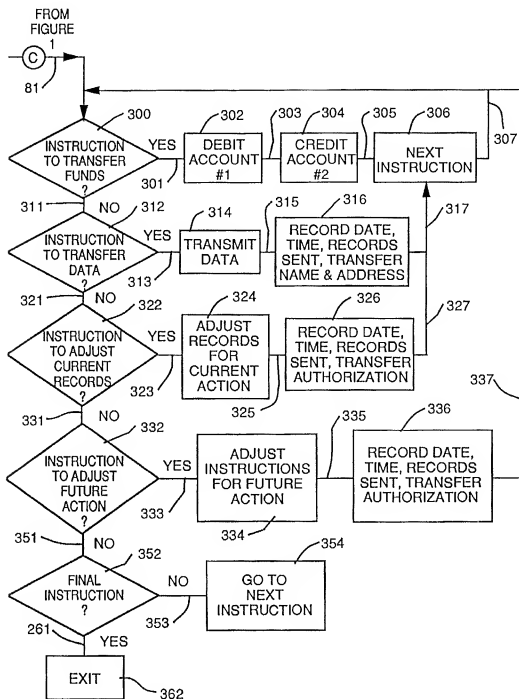 FROM
FIGURE
1
C
81
300
302
303
304
305
306
307
INSTRUCTION
TO TRANSFER
FUNDS
?
YES
301
DEBIT
ACCOUNT
#1
CREDIT
ACCOUNT
#2
NEXT
INSTRUCTION
311
NO
312
314
315
316
317
INSTRUCTION
TO TRANSFER
DATA
?
YES
313
TRANSMIT
DATA
RECORD DATE,
TIME, RECORDS
SENT, TRANSFER
NAME & ADDRESS
321
NO
322
324
326
327
INSTRUCTION
TO ADJUST
CURRENT
RECORDS
?
YES
323
ADJUST
RECORDS
FOR
CURRENT
ACTION
325
RECORD DATE,
TIME, RECORDS
SENT, TRANSFER
AUTHORIZATION
337
331
NO
332
335
336
INSTRUCTION
TO ADJUST
FUTURE
ACTION
?
YES
333
ADJUST
INSTRUCTIONS
FOR FUTURE
ACTION
334
RECORD DATE,
TIME, RECORDS
SENT, TRANSFER
AUTHORIZATION
351
NO
352
354
FINAL
INSTRUCTION
?
NO
353
GO TO
NEXT
INSTRUCTION
261
YES
EXIT
362